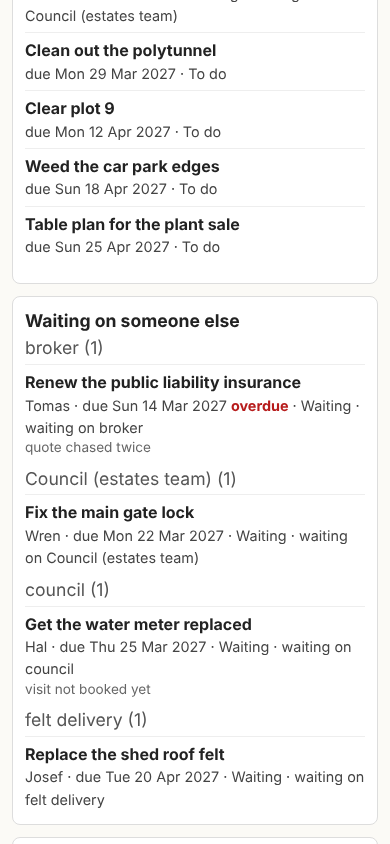 Council (estates team)
Clean out the polytunnel
due Mon 29 Mar 2027 · To do
Clear plot 9
due Mon 12 Apr 2027 · To do
Weed the car park edges
due Sun 18 Apr 2027 · To do
Table plan for the plant sale
due Sun 25 Apr 2027 · To do
Waiting on someone else
broker (1)
Renew the public liability insurance
Tomas · due Sun 14 Mar 2027 overdue · Waiting ·
waiting on broker
quote chased twice
Council (estates team) (1)
Fix the main gate lock
Wren · due Mon 22 Mar 2027 · Waiting · waiting
on Council (estates team)
council (1)
Get the water meter replaced
Hal · due Thu 25 Mar 2027 · Waiting · waiting on
council
visit not booked yet
felt delivery (1)
Replace the shed roof felt
Josef · due Tue 20 Apr 2027 · Waiting · waiting on
felt delivery